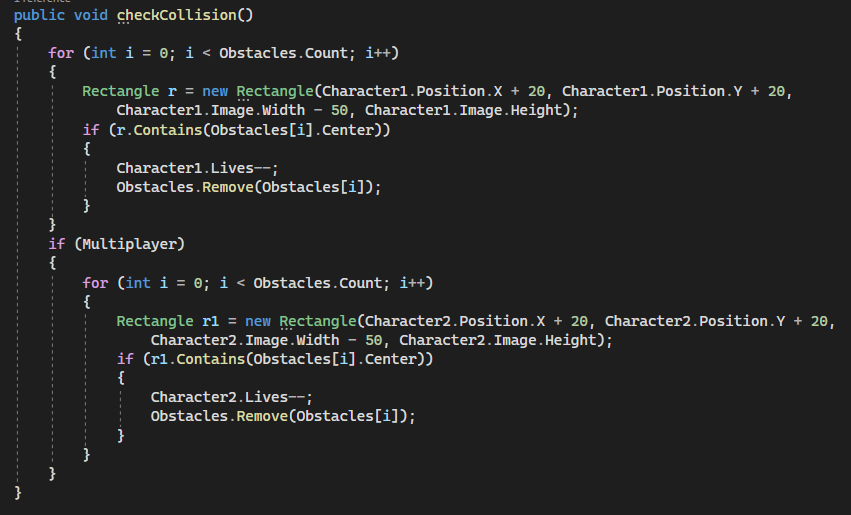 1 reference
public void checkCollision()
{
    for (int i = 0; i < Obstacles.Count; i++)
    {
        Rectangle r = new Rectangle(Character1.Position.X + 20, Character1.Position.Y + 20,
            Character1.Image.Width - 50, Character1.Image.Height);
        if (r.Contains(Obstacles[i].Center))
        {
            Character1.Lives--;
            Obstacles.Remove(Obstacles[i]);
        }
    }
    if (Multiplayer)
    {
        for (int i = 0; i < Obstacles.Count; i++)
        {
            Rectangle r1 = new Rectangle(Character2.Position.X + 20, Character2.Position.Y + 20,
                Character2.Image.Width - 50, Character2.Image.Height);
            if (r1.Contains(Obstacles[i].Center))
            {
                Character2.Lives--;
                Obstacles.Remove(Obstacles[i]);
            }
        }
    }
}